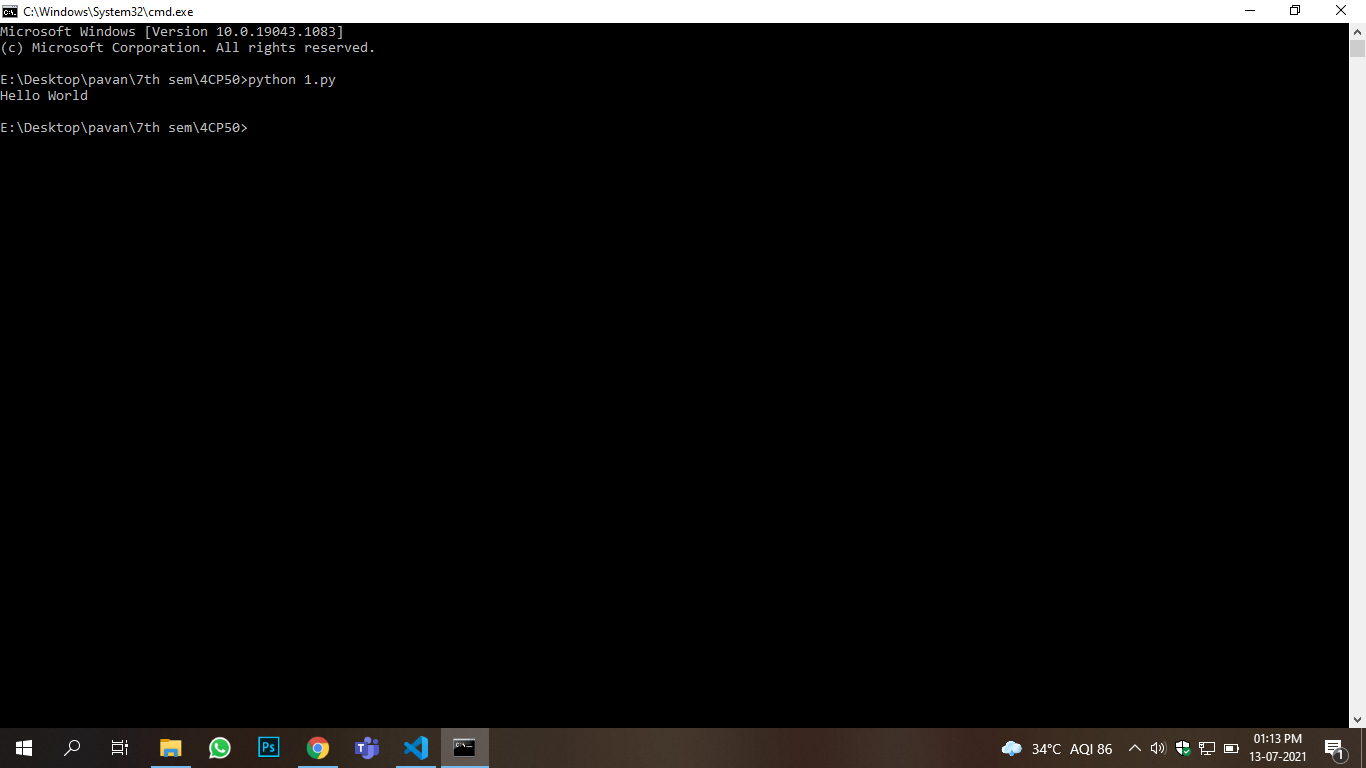 C:\Windows\System32\cmd.exe
Microsoft Windows [Version 10.0.19043.1083]
(c) Microsoft Corporation. All rights reserved.
E:\Desktop\pavan\7th sem\4CP50>python 1.py
Hello World
E:\Desktop\pavan\7th sem\4CP50>
Ps
34°C AQI 86
01:13 PM
13-07-2021
1